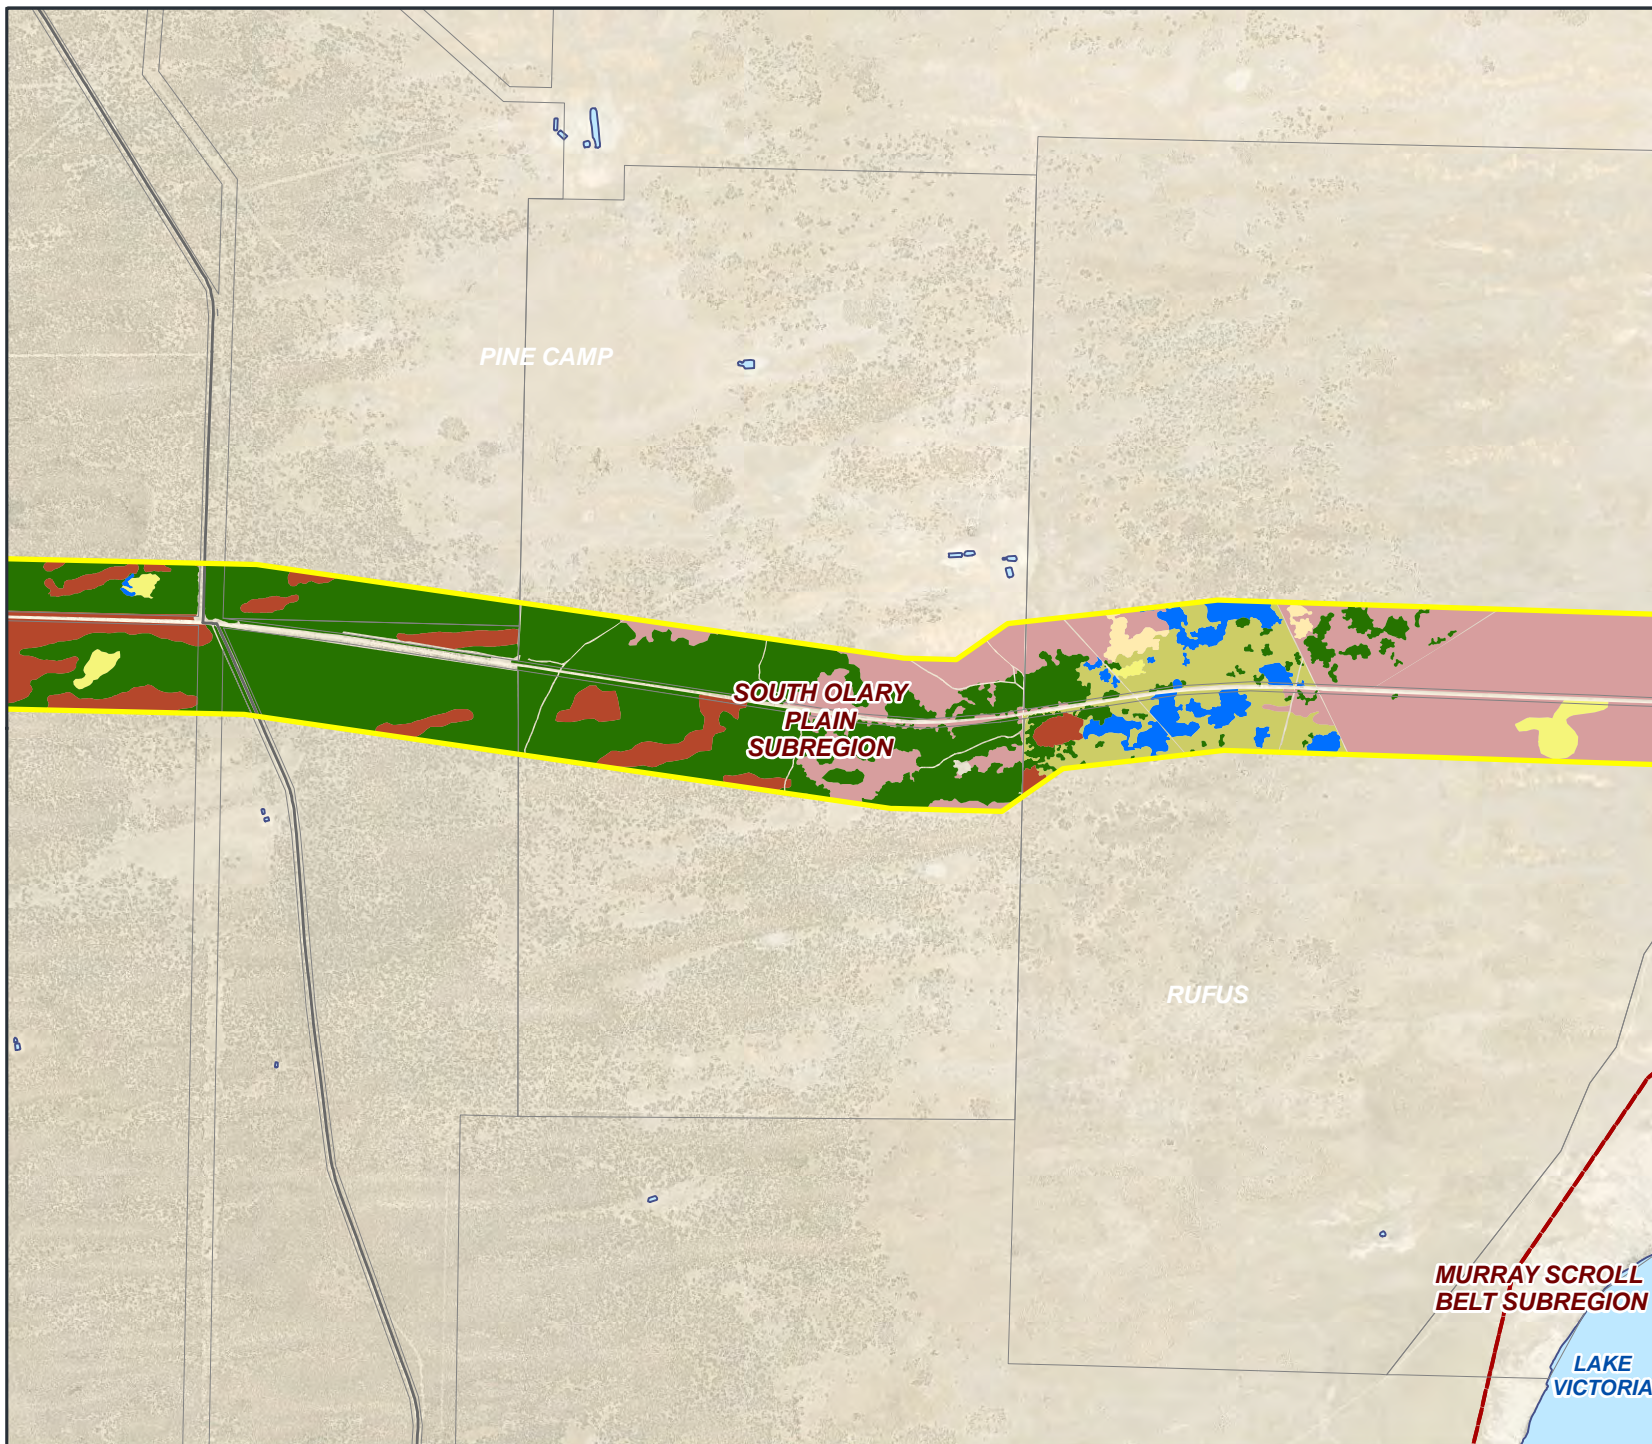 PINE CAMP
SOUTH OLARY
PLAIN
SUBREGION
RUFUS
MURRAY SCROLL
BELT SUBREGION
LAKE
VICTORIA